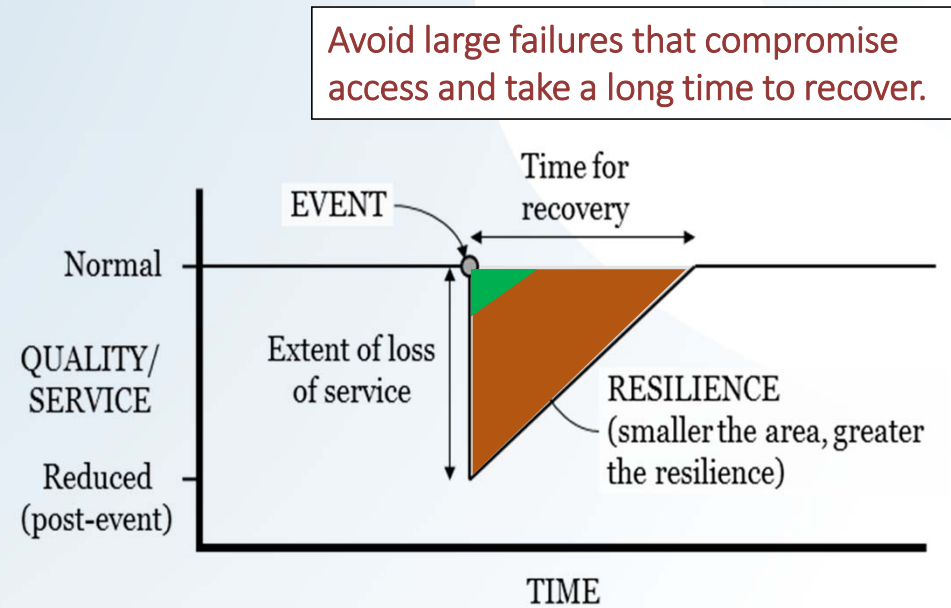 Avoid large failures that compromise
access and take a long time to recover.
Time for
recovery
EVENT
Normal
Extent of loss
of service
QUALITY/
SERVICE
RESILIENCE
(smaller the area, greater
the resilience)
Reduced
(post-event)
TIME